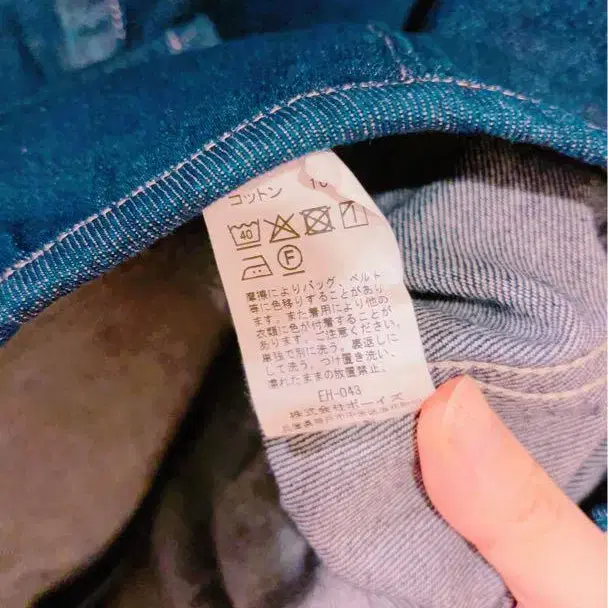 コットン 10
40
F
摩擦によりバッグ、ベルト
等に色移りすることがあり
ます。また着用により他の
衣類に色が付着することが
あります。ご注意ください。
単独で別に洗う。裏返しに
して洗う。つけ置き洗い、
濡れたままの放置禁止。
EH-043
株式会社ボーイズ